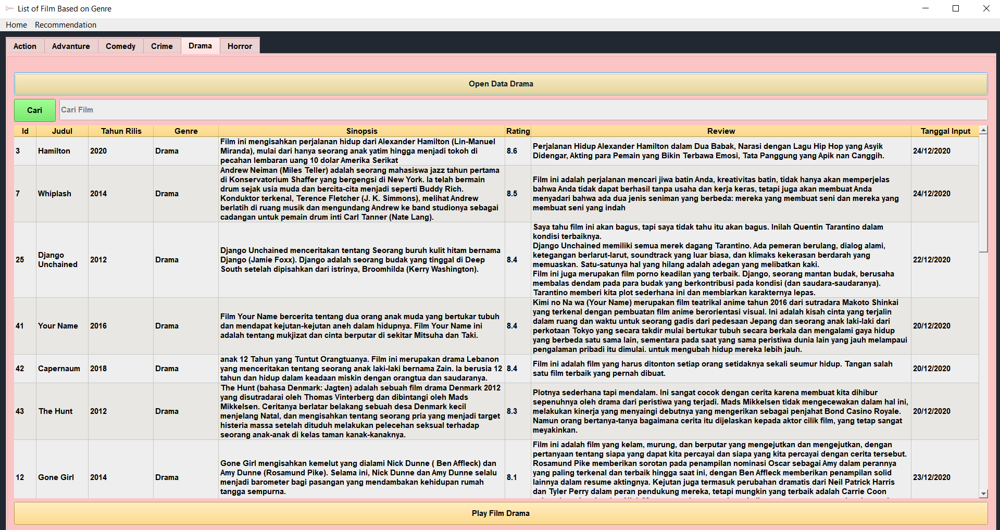 List of Film Based on Genre
Home Recommendation
Action Advanture Comedy Crime Drama Horror
Open Data Drama
Cari Cari Film
Id Judul Tahun Rilis Genre Sinopsis Rating Review Tanggal Input
3 Hamilton 2020 Drama
Film ini mengisahkan perjalanan hidup dari Alexander Hamilton (Lin-Manuel
Miranda), mulai dari hanya seorang anak yatim hingga menjadi tokoh di
pecahan lembaran uang 10 dolar Amerika Serikat
8.6
Perjalanan Hidup Alexander Hamilton dalam Dua Babak, Narasi dengan Lagu Hip Hop yang Asyik
Didengar, Akting para Pemain yang Bikin Terbawa Emosi, Tata Panggung yang Apik nan Canggih.
24/12/2020
7 Whiplash 2014 Drama
Andrew Neiman (Miles Teller) adalah seorang mahasiswa jazz tahun pertama
di Konservatorium Shaffer yang bergengsi di New York. Ia telah bermain
drum sejak usia muda dan bercita-cita menjadi seperti Buddy Rich.
Konduktor terkenal, Terence Fletcher (J. K. Simmons), melihat Andrew
berlatih di ruang musik dan mengundang Andrew ke band studionya sebagai
cadangan untuk pemain drum inti Carl Tanner (Nate Lang).
8.5
Film ini adalah perjalanan mencari jiwa batin Anda, kreativitas batin, tidak hanya akan memperjelas
bahwa Anda tidak dapat berhasil tanpa usaha dan kerja keras, tetapi juga akan membuat Anda
menyadari bahwa ada dua jenis seniman yang berbeda: mereka yang membuat seni dan mereka yang
membuat seni yang indah
24/12/2020
25 Django
Unchained
2012 Drama
Django Unchained menceritakan tentang Seorang buruh kulit hitam bernama
Django (Jamie Foxx). Django adalah seorang budak yang tinggal di Deep
South setelah dipisahkan dari istrinya, Broomhilda (Kerry Washington).
8.4
Saya tahu film ini akan bagus, tapi saya tidak tahu itu akan bagus. Inilah Quentin Tarantino dalam
kondisi terbaiknya.
Django Unchained memiliki semua merek dagang Tarantino. Ada pemeran berulang, dialog alami,
ketegangan berlarut-larut, soundtrack yang luar biasa, dan klimaks kekerasan berdarah yang
memuaskan. Satu-satunya hal yang hilang adalah adegan yang melibatkan kaki.
Film ini juga merupakan film porno keadilan yang terbaik. Django, seorang mantan budak, berusaha
membalas dendam pada para budak yang berkontribusi pada kondisi (dan saudara-saudaranya).
Tarantino memberi kita plot sederhana ini dan membiarkan karakternya lepas.
22/12/2020
41 Your Name 2016 Drama
Film Your Name bercerita tentang dua orang anak muda yang bertukar tubuh
dan mendapat kejutan-kejutan aneh dalam hidupnya. Film Your Name ini
adalah tentang mukjizat dan cinta berputar di sekitar Mitsuha dan Taki.
8.4
Kimi no Na wa (Your Name) merupakan film teatrikal anime tahun 2016 dari sutradara Makoto Shinkai
yang terkenal dengan pembuatan film anime berorientasi visual. Ini adalah kisah cinta yang terjalin
dalam ruang dan waktu untuk seorang gadis dari pedesaan Jepang dan seorang anak laki-laki dari
perkotaan Tokyo yang secara takdir mulai bertukar tubuh secara berkala dan mengalami gaya hidup
yang berbeda satu sama lain, sementara pada saat yang sama peristiwa dunia lain yang jauh melampaui
pengalaman pribadi itu dimulai. untuk mengubah hidup mereka lebih jauh.
20/12/2020
42 Capernaum 2018 Drama
anak 12 Tahun yang Tuntut Orangtuanya. Film ini merupakan drama Lebanon
yang menceritakan tentang seorang anak laki-laki bernama Zain. Ia berusia 12
tahun dan hidup dalam keadaan miskin dengan orangtua dan saudaranya.
8.4
Film ini adalah film yang harus ditonton setiap orang setidaknya sekali seumur hidup. Tangan salah
satu film terbaik yang pernah dibuat.
20/12/2020
43 The Hunt 2012 Drama
The Hunt (bahasa Denmark: Jagten) adalah sebuah film drama Denmark 2012
yang disutradarai oleh Thomas Vinterberg dan dibintangi oleh Mads
Mikkelsen. Ceritanya berlatar belakang sebuah desa Denmark kecil
menjelang Natal, dan mengisahkan tentang seorang pria yang menjadi target
histeria massa setelah dituduh melakukan pelecehan seksual terhadap
seorang anak-anak di kelas taman kanak-kanaknya.
8.3
Plotnya sederhana tapi mendalam. Ini sangat cocok dengan cerita karena membuat kita dihibur
sepenuhnya oleh drama dari peristiwa yang terjadi. Mads Mikkelsen tidak mengecewakan dalam hal ini,
melakukan kinerja yang menyaingi debutnya yang mengerikan sebagai penjahat Bond Casino Royale.
Namun orang bertanya-tanya bagaimana cerita itu dijelaskan kepada aktor cilik film, yang tetap sangat
meyakinkan.
20/12/2020
12 Gone Girl 2014 Drama
Gone Girl mengisahkan kemelut yang dialami Nick Dunne ( Ben Affleck) dan
Amy Dunne (Rosamund Pike). Selama ini, Nick Dunne dan Amy Dunne selalu
menjadi barometer bagi pasangan yang mendambakan kehidupan rumah
tangga sempurna.
8.1
Film ini adalah film yang kelam, murung, dan berputar yang mengejutkan dan mengejutkan, dengan
pertanyaan tentang siapa yang dapat kita percayai dan siapa yang kita percayai dengan cerita tersebut.
Rosamund Pike memberikan sorotan pada penampilan nominasi Oscar sebagai Amy dalam perannya
yang paling terkenal dan terbaik hingga saat ini, dengan Ben Affleck memberikan penampilan solid
lainnya dalam resume aktingnya. Kejutan juga termasuk perubahan dramatis dari Neil Patrick Harris
dan Tyler Perry dalam peran pendukung mereka, tetapi mungkin yang terbaik adalah Carrie Coon
23/12/2020
Play Film Drama